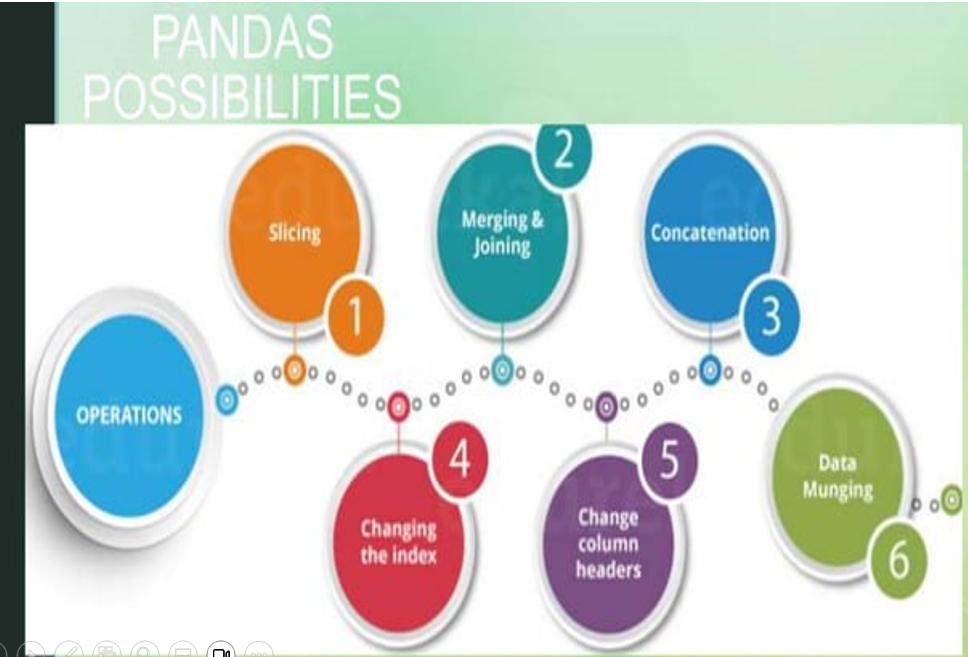 PANDAS
POSSIBILITIES
OPERATIONS
Slicing
1
Merging &
Joining
2
Concatenation
3
Changing
the index
4
Change
column
headers
5
Data
Munging
6